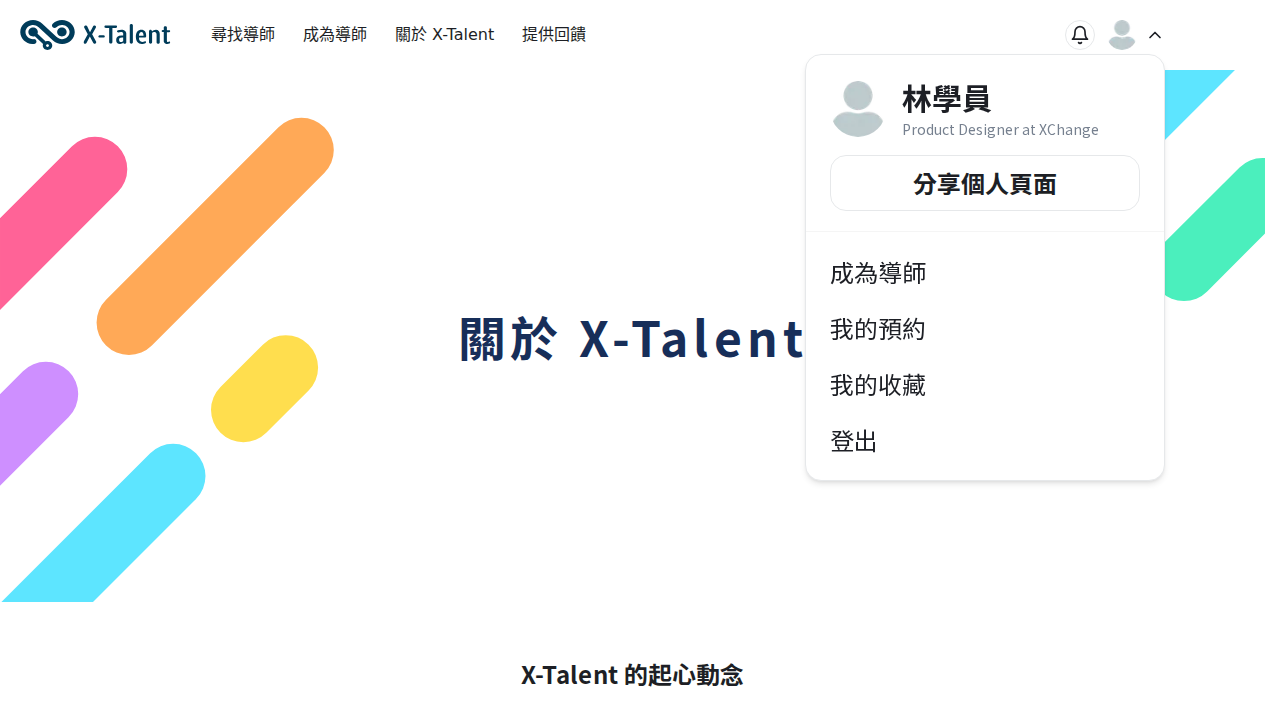 X-Talent
尋找導師
成為導師
關於 X-Talent
提供回饋
林學員
Product Designer at XChange
分享個人頁面
成為導師
我的預約
我的收藏
登出
關於 X-Talent
X-Talent 的起心動念